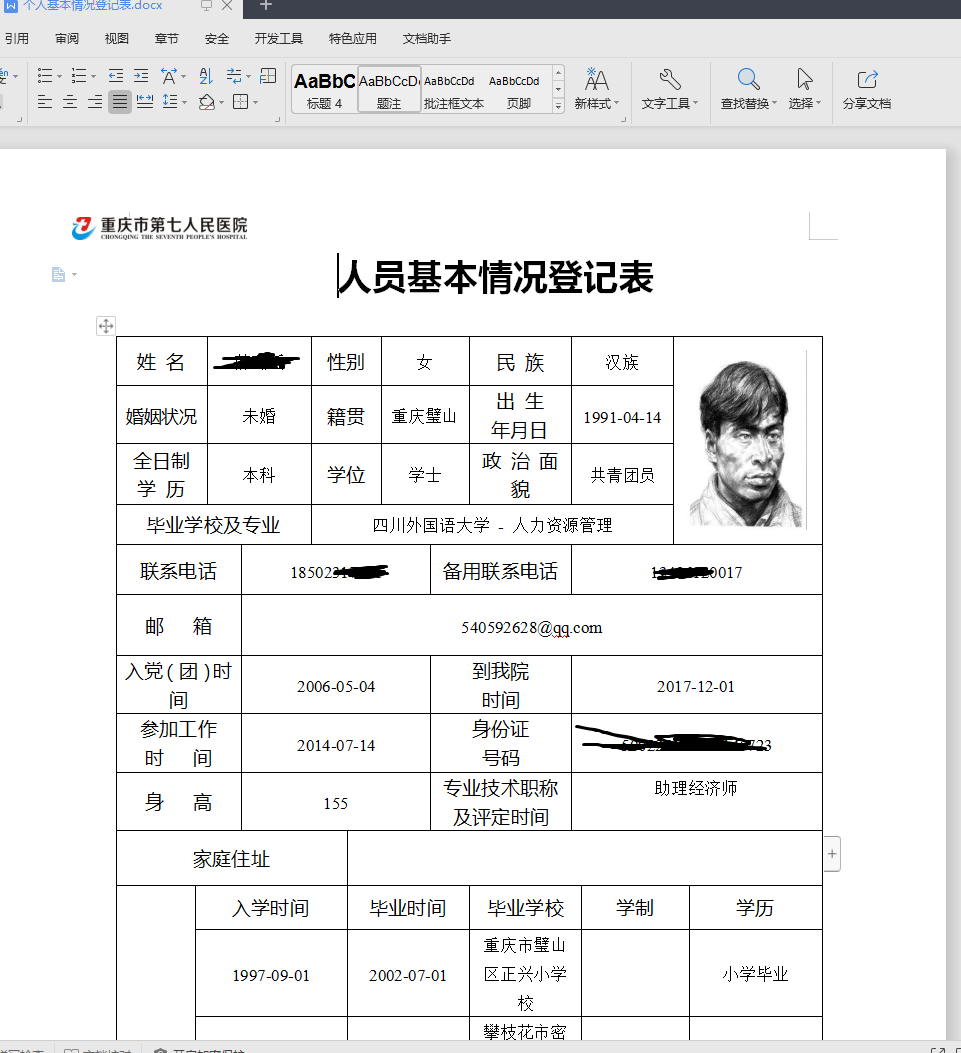 个人基本情况登记表.docx
引用 审阅 视图 章节 安全 开发工具 特色应用 文档助手
AaBbC AaBbCcD AaBbCcDd AaBbCcDd
标题 4 题注 批注框文本 页脚 新样式 文字工具 查找替换 选择 分享文档
重庆市第七人民医院
CHONGQING THE SEVENTH PEOPLE'S HOSPITAL
人员基本情况登记表
姓 名 性别 女 民 族 汉族
婚姻状况 未婚 籍贯 重庆璧山 出 生 年月日 1991-04-14
全日制 学 历 本科 学位 学士 政 治 面 貌 共青团员
毕业学校及专业 四川外国语大学 - 人力资源管理
联系电话 18502 备用联系电话 0017
邮 箱 540592628@qq.com
入党(团)时间 2006-05-04 到我院 时间 2017-12-01
参加工作 时 间 2014-07-14 身份证 号码 723
身 高 155 专业技术职称 及评定时间 助理经济师
家庭住址
入学时间 毕业时间 毕业学校 学制 学历
1997-09-01 2002-07-01 重庆市璧山区正兴小学校 小学毕业
攀枝花市密